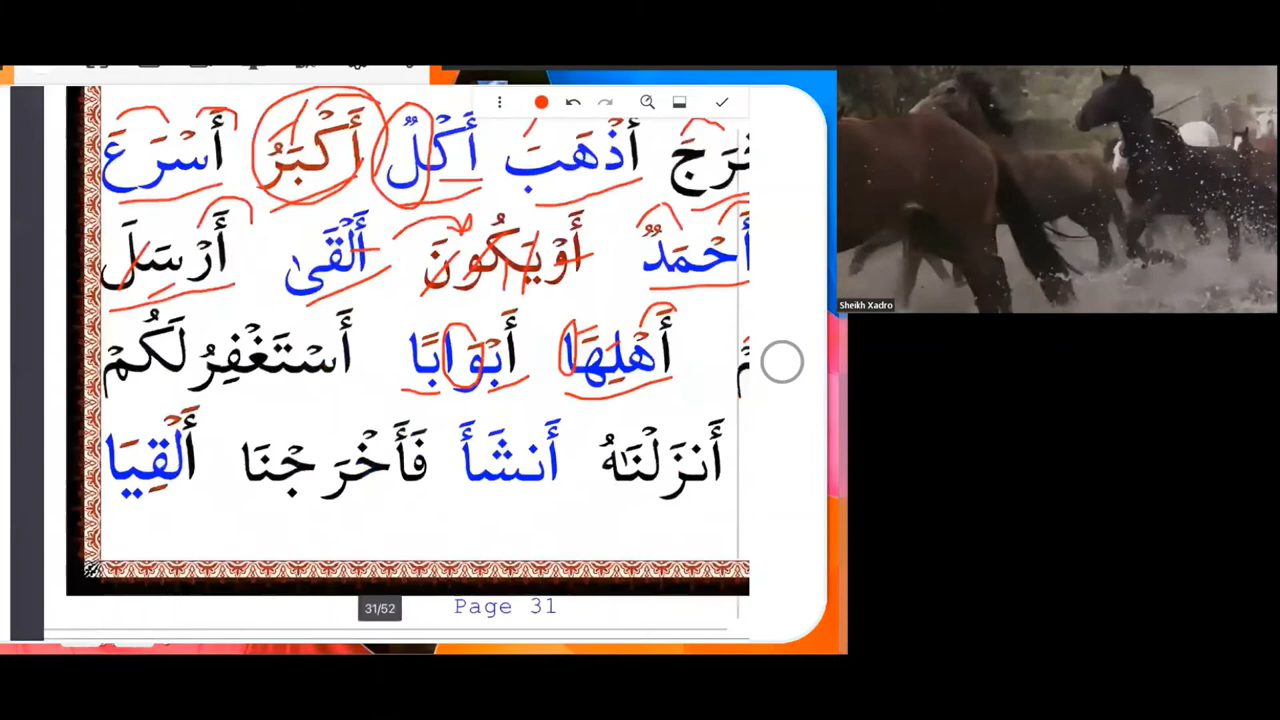 أَسْرَعَ أَكْبَرُ أَكْلٌ أَذْهَبَ
أَرْسَلَ أَلْقَىٰ أَوْيَكُونَ أَحْمَدٌ
أَهْلِهَا أَبْوَابًا أَسْتَغْفِرُ لَكُمْ
أَنزَلْنَٰهُ أَنشَأَ فَأَخْرَجْنَا أَلْقِيَا
31/52
Page 31
Sheikh Xadro